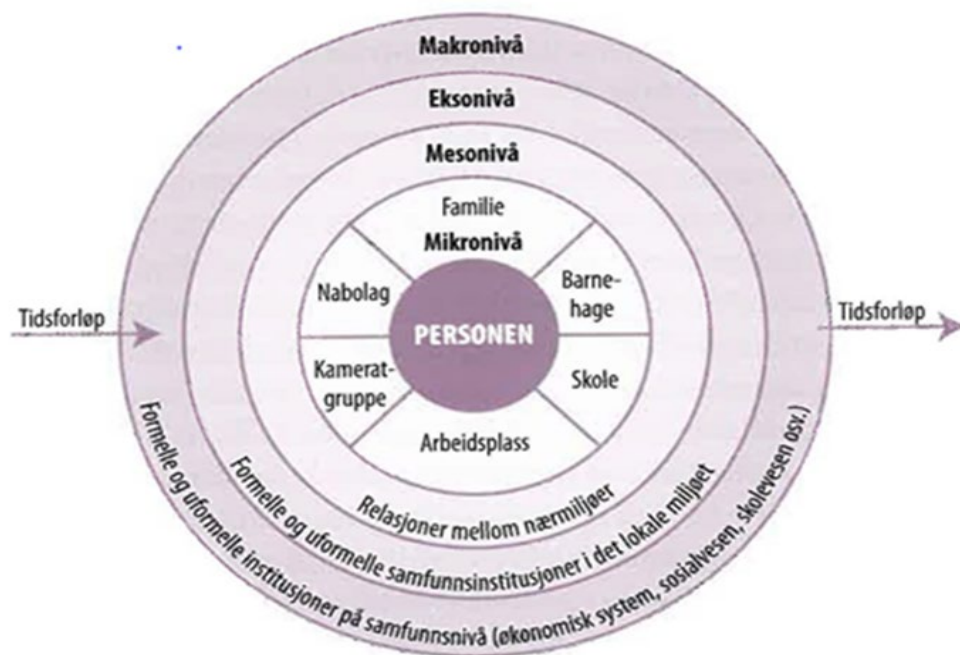 Makronivå
Eksonivå
Mesonivå
Familie
Mikronivå
Nabolag
Barne-
hage
Tidsforløp
PERSONEN
Tidsforløp
Kamerat-
gruppe
Skole
Arbeidsplass
Relasjoner mellom nærmiljøer
Formelle og uformelle samfunnsinstitusjoner i det lokale miljøet
Formelle og uformelle institusjoner på samfunnsnivå (økonomisk system, sosialvesen, skolevesen osv.)